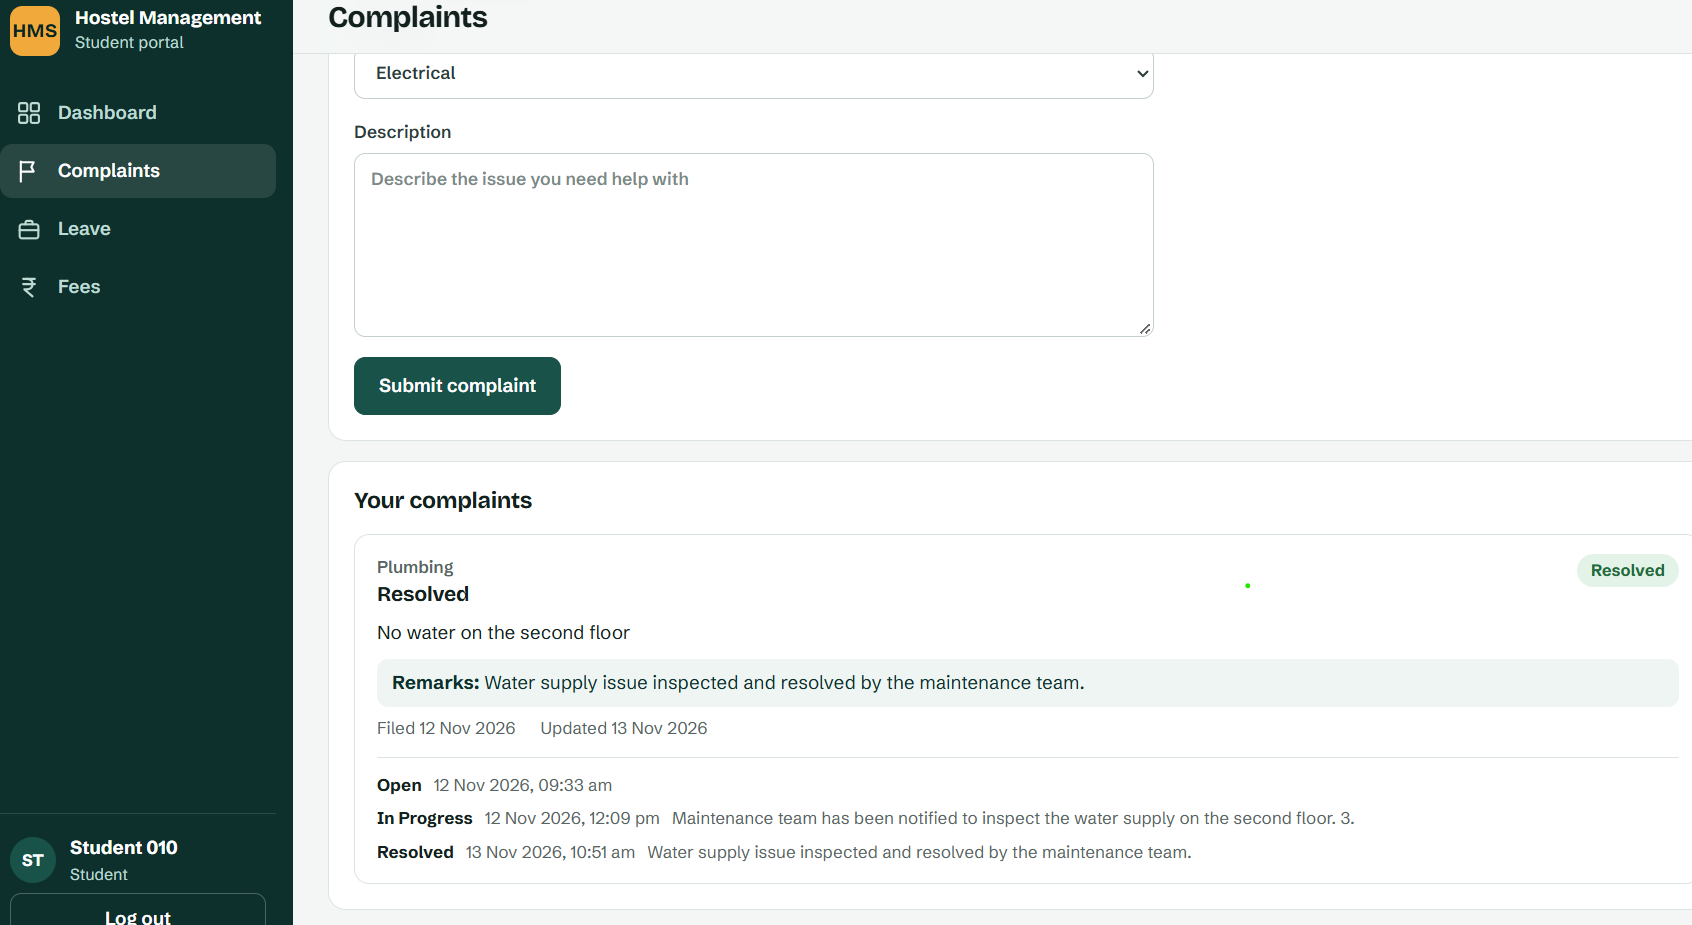 HMS
Hostel Management
Student portal
Dashboard
Complaints
Leave
Fees
ST
Student 010
Student
Log out
Complaints
Electrical
Description
Describe the issue you need help with
Submit complaint
Your complaints
Plumbing
Resolved
Resolved
No water on the second floor
Remarks: Water supply issue inspected and resolved by the maintenance team.
Filed 12 Nov 2026 Updated 13 Nov 2026
Open 12 Nov 2026, 09:33 am
In Progress 12 Nov 2026, 12:09 pm Maintenance team has been notified to inspect the water supply on the second floor. 3.
Resolved 13 Nov 2026, 10:51 am Water supply issue inspected and resolved by the maintenance team.